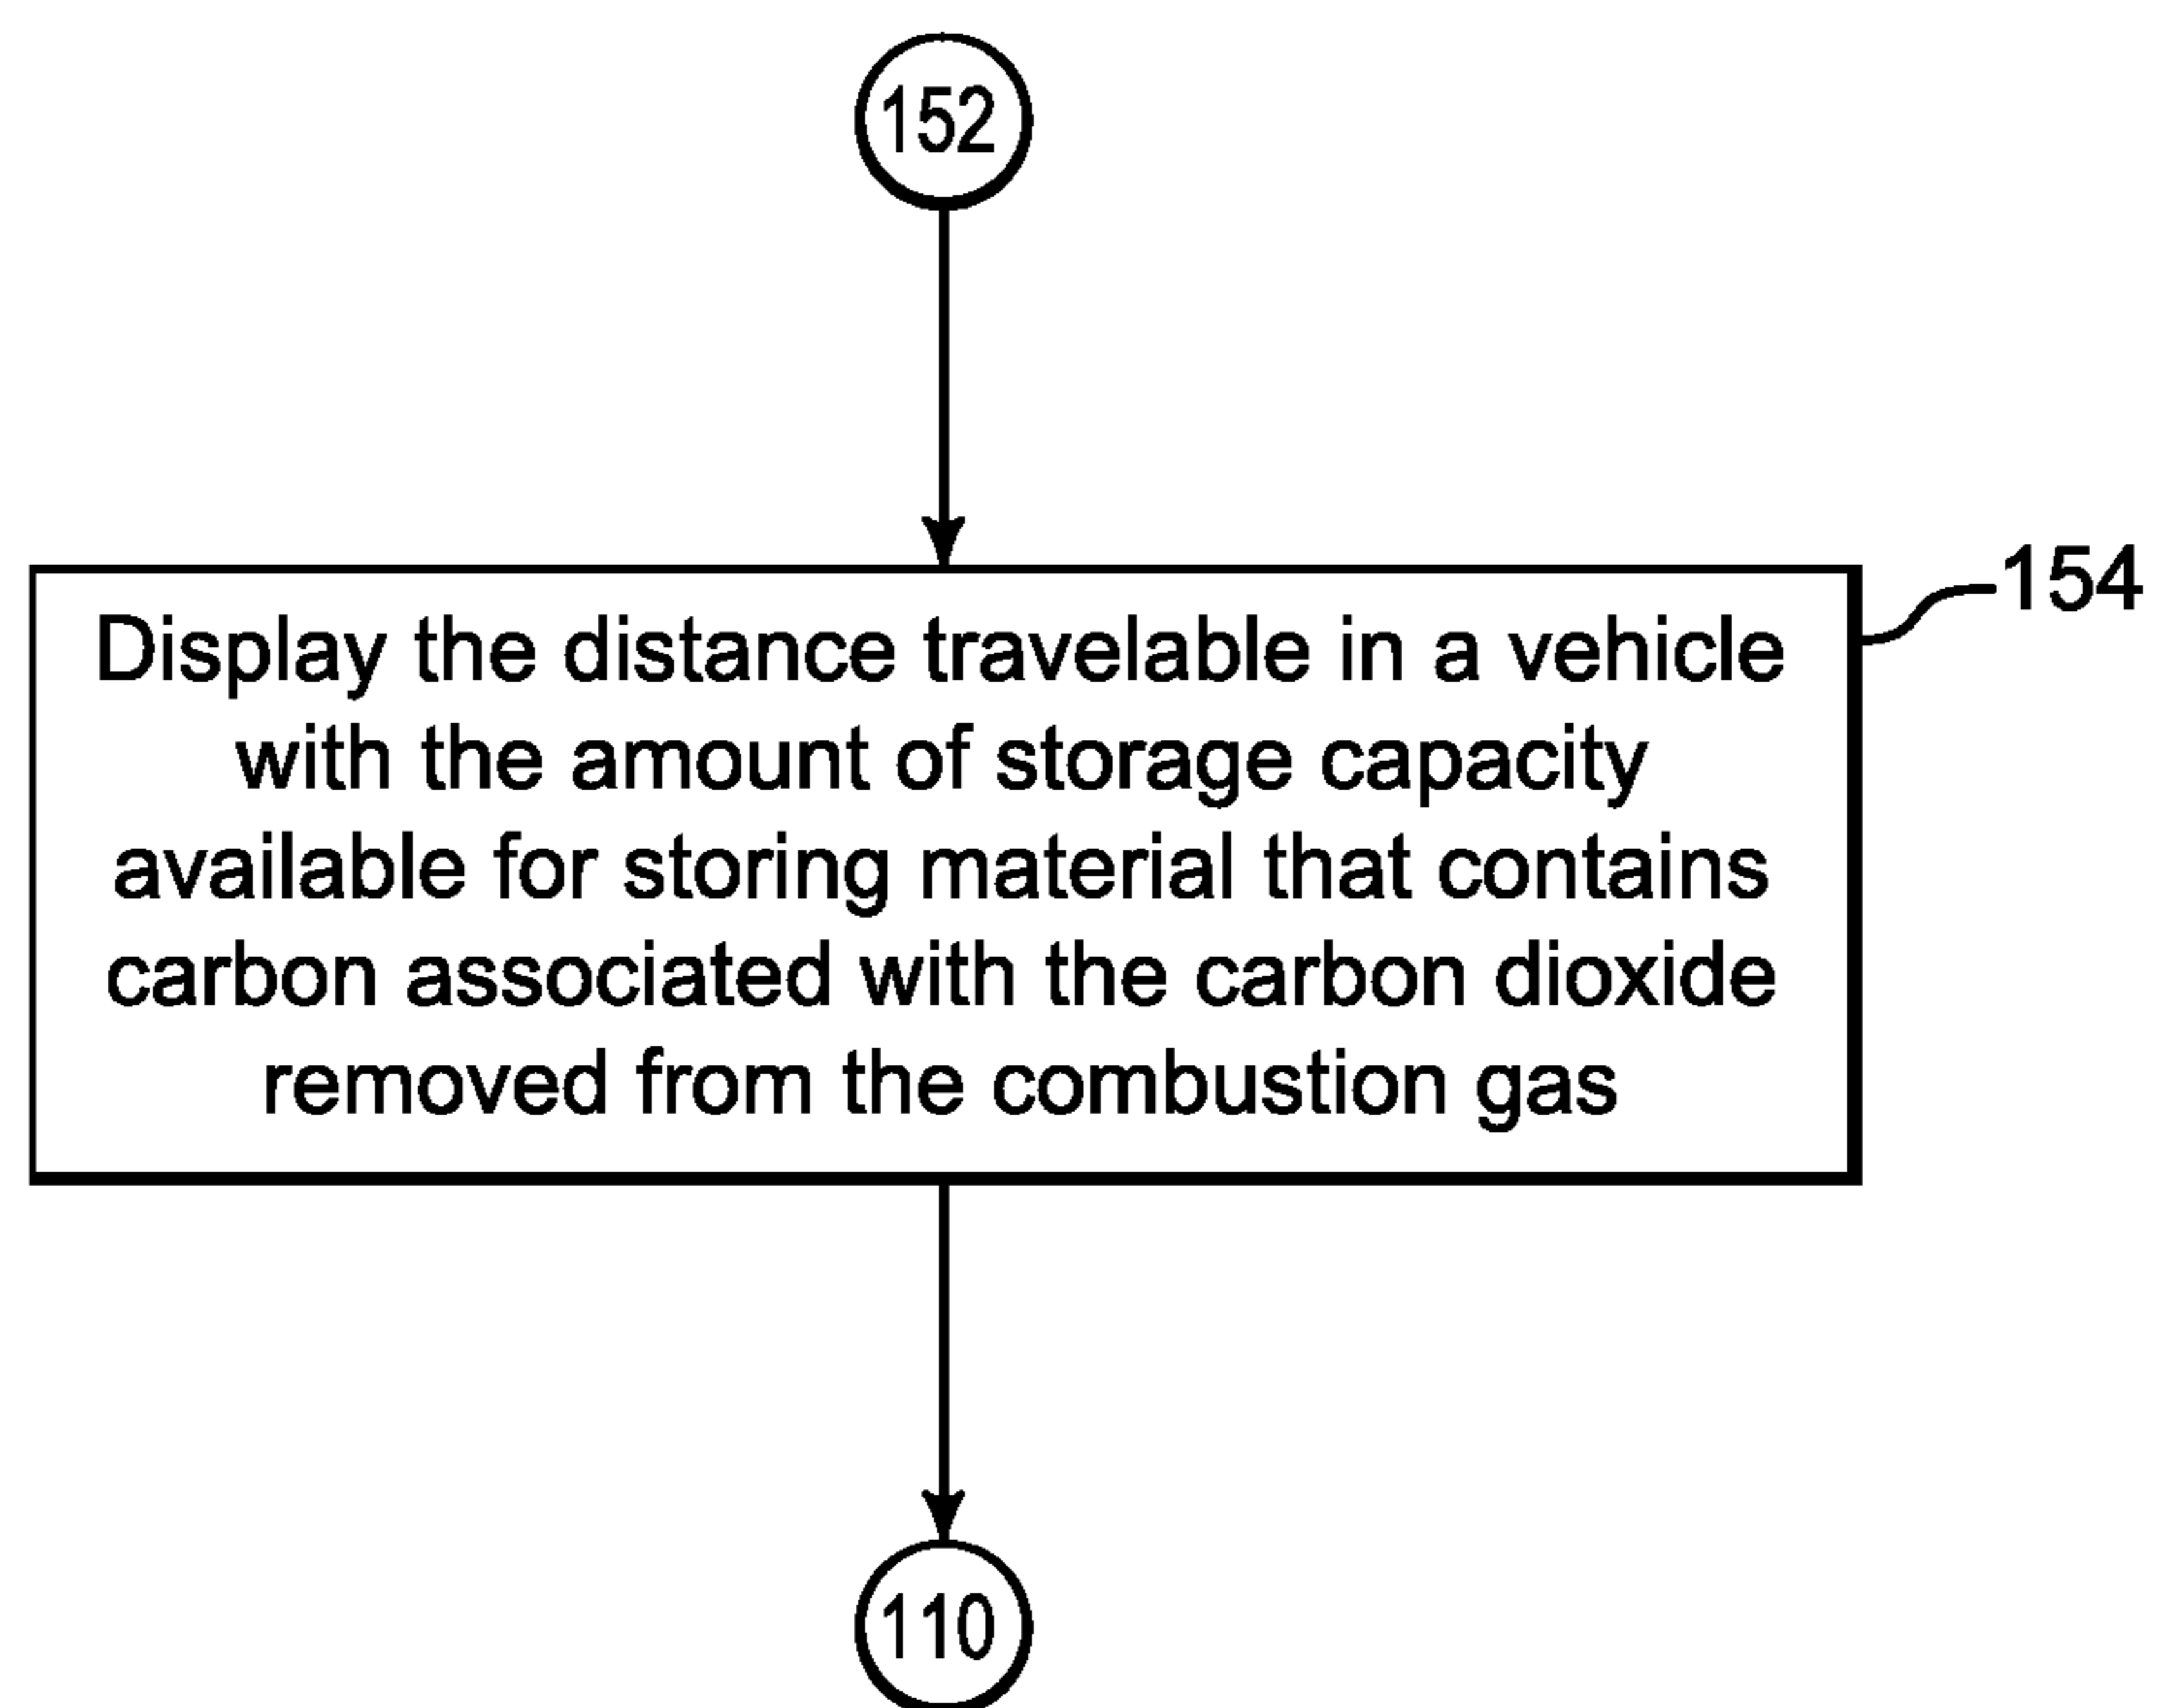 152
154
Display the distance travelable in a vehicle
with the amount of storage capacity
available for storing material that contains
carbon associated with the carbon dioxide
removed from the combustion gas
110